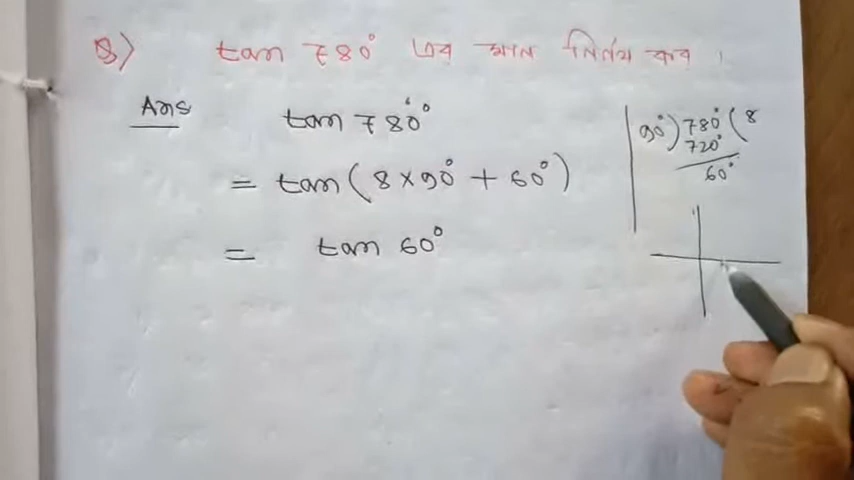 Q) tan 780° এর মান নির্ণয় কর ।
Ans tan 780°
= tan (8×90° + 60°)
= tan 60°
90°) 780° (8
720°
60°